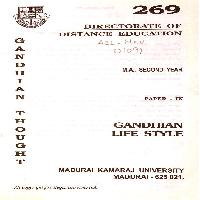 269
DIRECTORATE OF
DISTANCE EDUCATION
M.A. SECOND YEAR
PAPER - IX
GANDHIAN THOUGHT
GANDHIAN
LIFE STYLE
MADURAI KAMARAJ UNIVERSITY
MADURAI - 625 021.